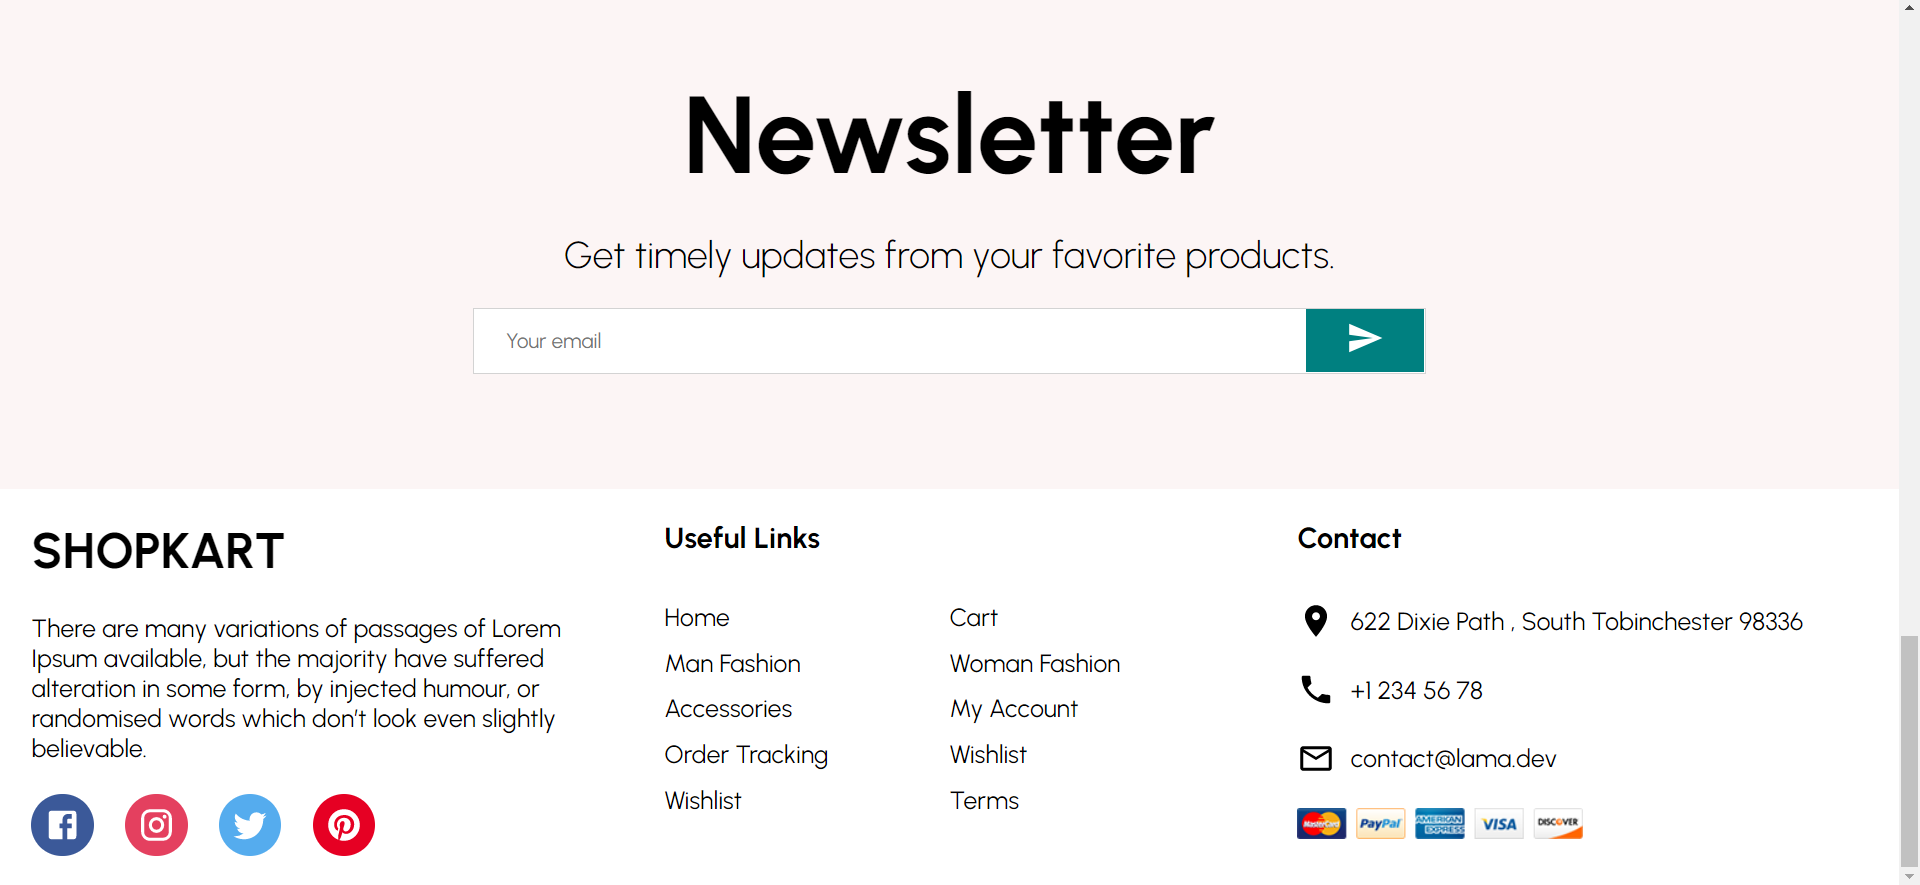 Newsletter
Get timely updates from your favorite products.
Your email
SHOPKART
There are many variations of passages of Lorem
Ipsum available, but the majority have suffered
alteration in some form, by injected humour, or
randomised words which don't look even slightly
believable.
Useful Links
Home
Cart
Man Fashion
Woman Fashion
Accessories
My Account
Order Tracking
Wishlist
Wishlist
Terms
Contact
622 Dixie Path , South Tobinchester 98336
+1 234 56 78
contact@lama.dev
MasterCard
PayPal
AMERICAN EXPRESS
VISA
DISCOVER